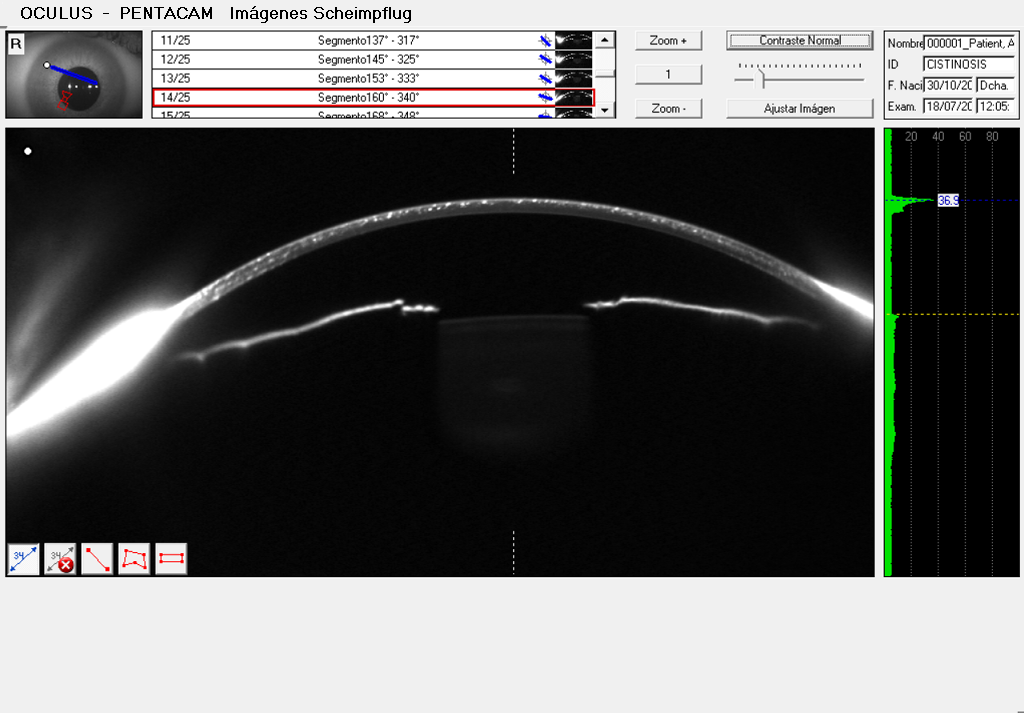 OCULUS - PENTACAM Imágenes Scheimpflug
R
11/25 Segmento137° - 317°
12/25 Segmento145° - 325°
13/25 Segmento153° - 333°
14/25 Segmento160° - 340°
15/25 Segmento168° - 348°
Zoom +
1
Zoom -
Contraste Normal
Ajustar Imágen
Nombre 000001_Patient, A
ID CISTINOSIS
F. Naci 30/10/20 Dcha.
Exam. 18/07/20 12:05:
20 40 60 80
36.9
34 34